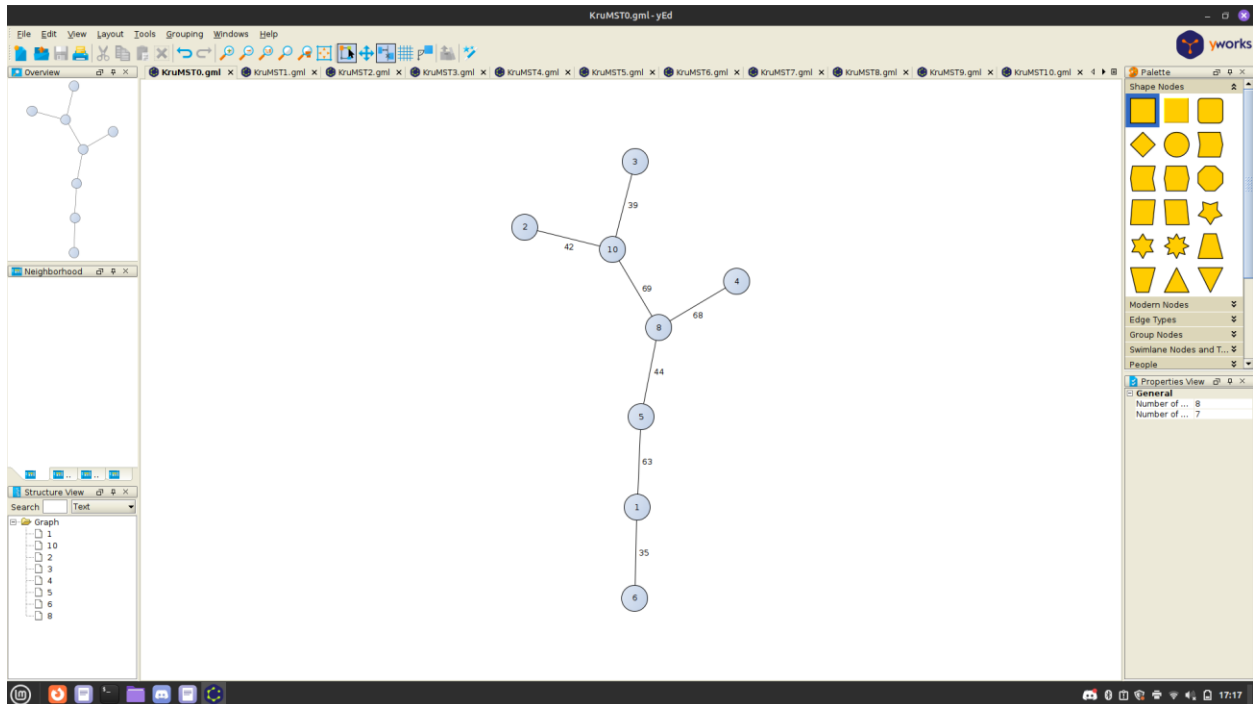 KruMST0.gml - yEd
File Edit View Layout Tools Grouping Windows Help
yworks
Overview
KruMST0.gml KruMST1.gml KruMST2.gml KruMST3.gml KruMST4.gml KruMST5.gml KruMST6.gml KruMST7.gml KruMST8.gml KruMST9.gml KruMST10.gml
Palette
Shape Nodes
3
39
2
42
10
69
4
68
8
44
5
63
1
35
6
Neighborhood
Modern Nodes
Edge Types
Group Nodes
Swimlane Nodes and T...
People
Properties View
General
Number of ... 8
Number of ... 7
Structure View
Search Text
Graph
1
10
2
3
4
5
6
8
17:17